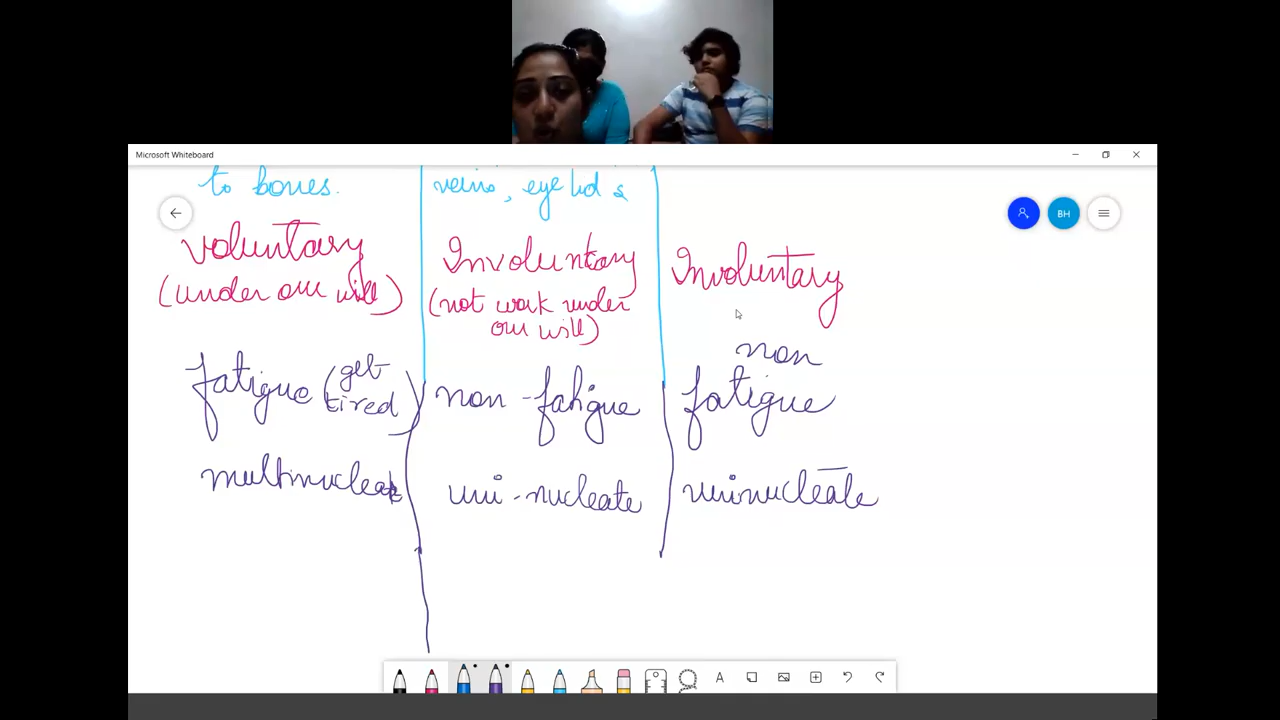 Microsoft Whiteboard
to bones.
veins, eye lid &
BH
voluntary
(under our will)
Involuntary
(not work under
our will)
Involuntary
fatigue (get
tired)
non - fatigue
non
fatigue
multinucleate
uni - nucleate
uninucleate
A